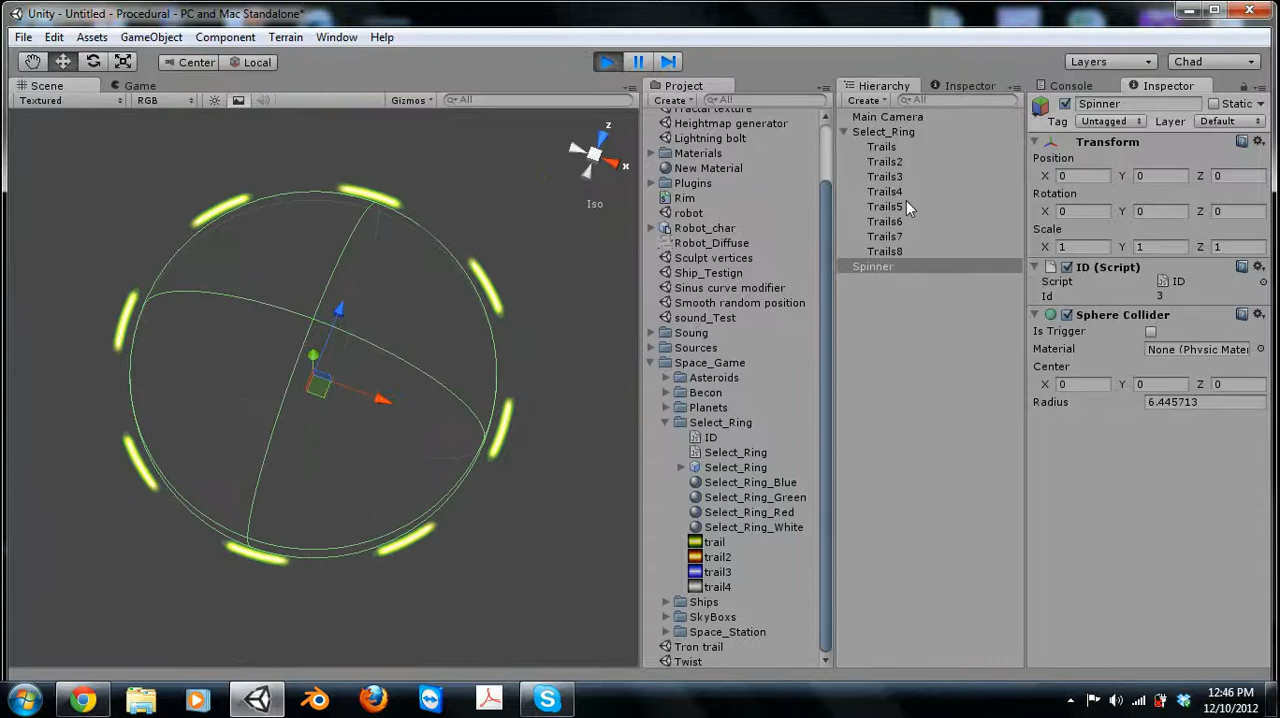 Unity - Untitled - Procedural - PC and Mac Standalone*
File Edit Assets GameObject Component Terrain Window Help
Center Local Layers Chad
Scene Game
Textured RGB Gizmos All
z
x
Iso
Project
Create All
Fractal texture
Heightmap generator
Lightning bolt
Materials
New Material
Plugins
Rim
robot
Robot_char
Robot_Diffuse
Sculpt vertices
Ship_Testign
Sinus curve modifier
Smooth random position
sound_Test
Soung
Sources
Space_Game
Asteroids
Becon
Planets
Select_Ring
ID
Select_Ring
Select_Ring
Select_Ring_Blue
Select_Ring_Green
Select_Ring_Red
Select_Ring_White
trail
trail2
trail3
trail4
Ships
SkyBoxs
Space_Station
Tron trail
Twist
Hierarchy Inspector
Create All
Main Camera
Select_Ring
Trails
Trails2
Trails3
Trails4
Trails5
Trails6
Trails7
Trails8
Spinner
Console Inspector
Spinner Static
Tag Untagged Layer Default
Transform
Position
X 0 Y 0 Z 0
Rotation
X 0 Y 0 Z 0
Scale
X 1 Y 1 Z 1
ID (Script)
Script ID
Id 3
Sphere Collider
Is Trigger
Material None (Physic Mater
Center
X 0 Y 0 Z 0
Radius 6.445713
12:46 PM
12/10/2012